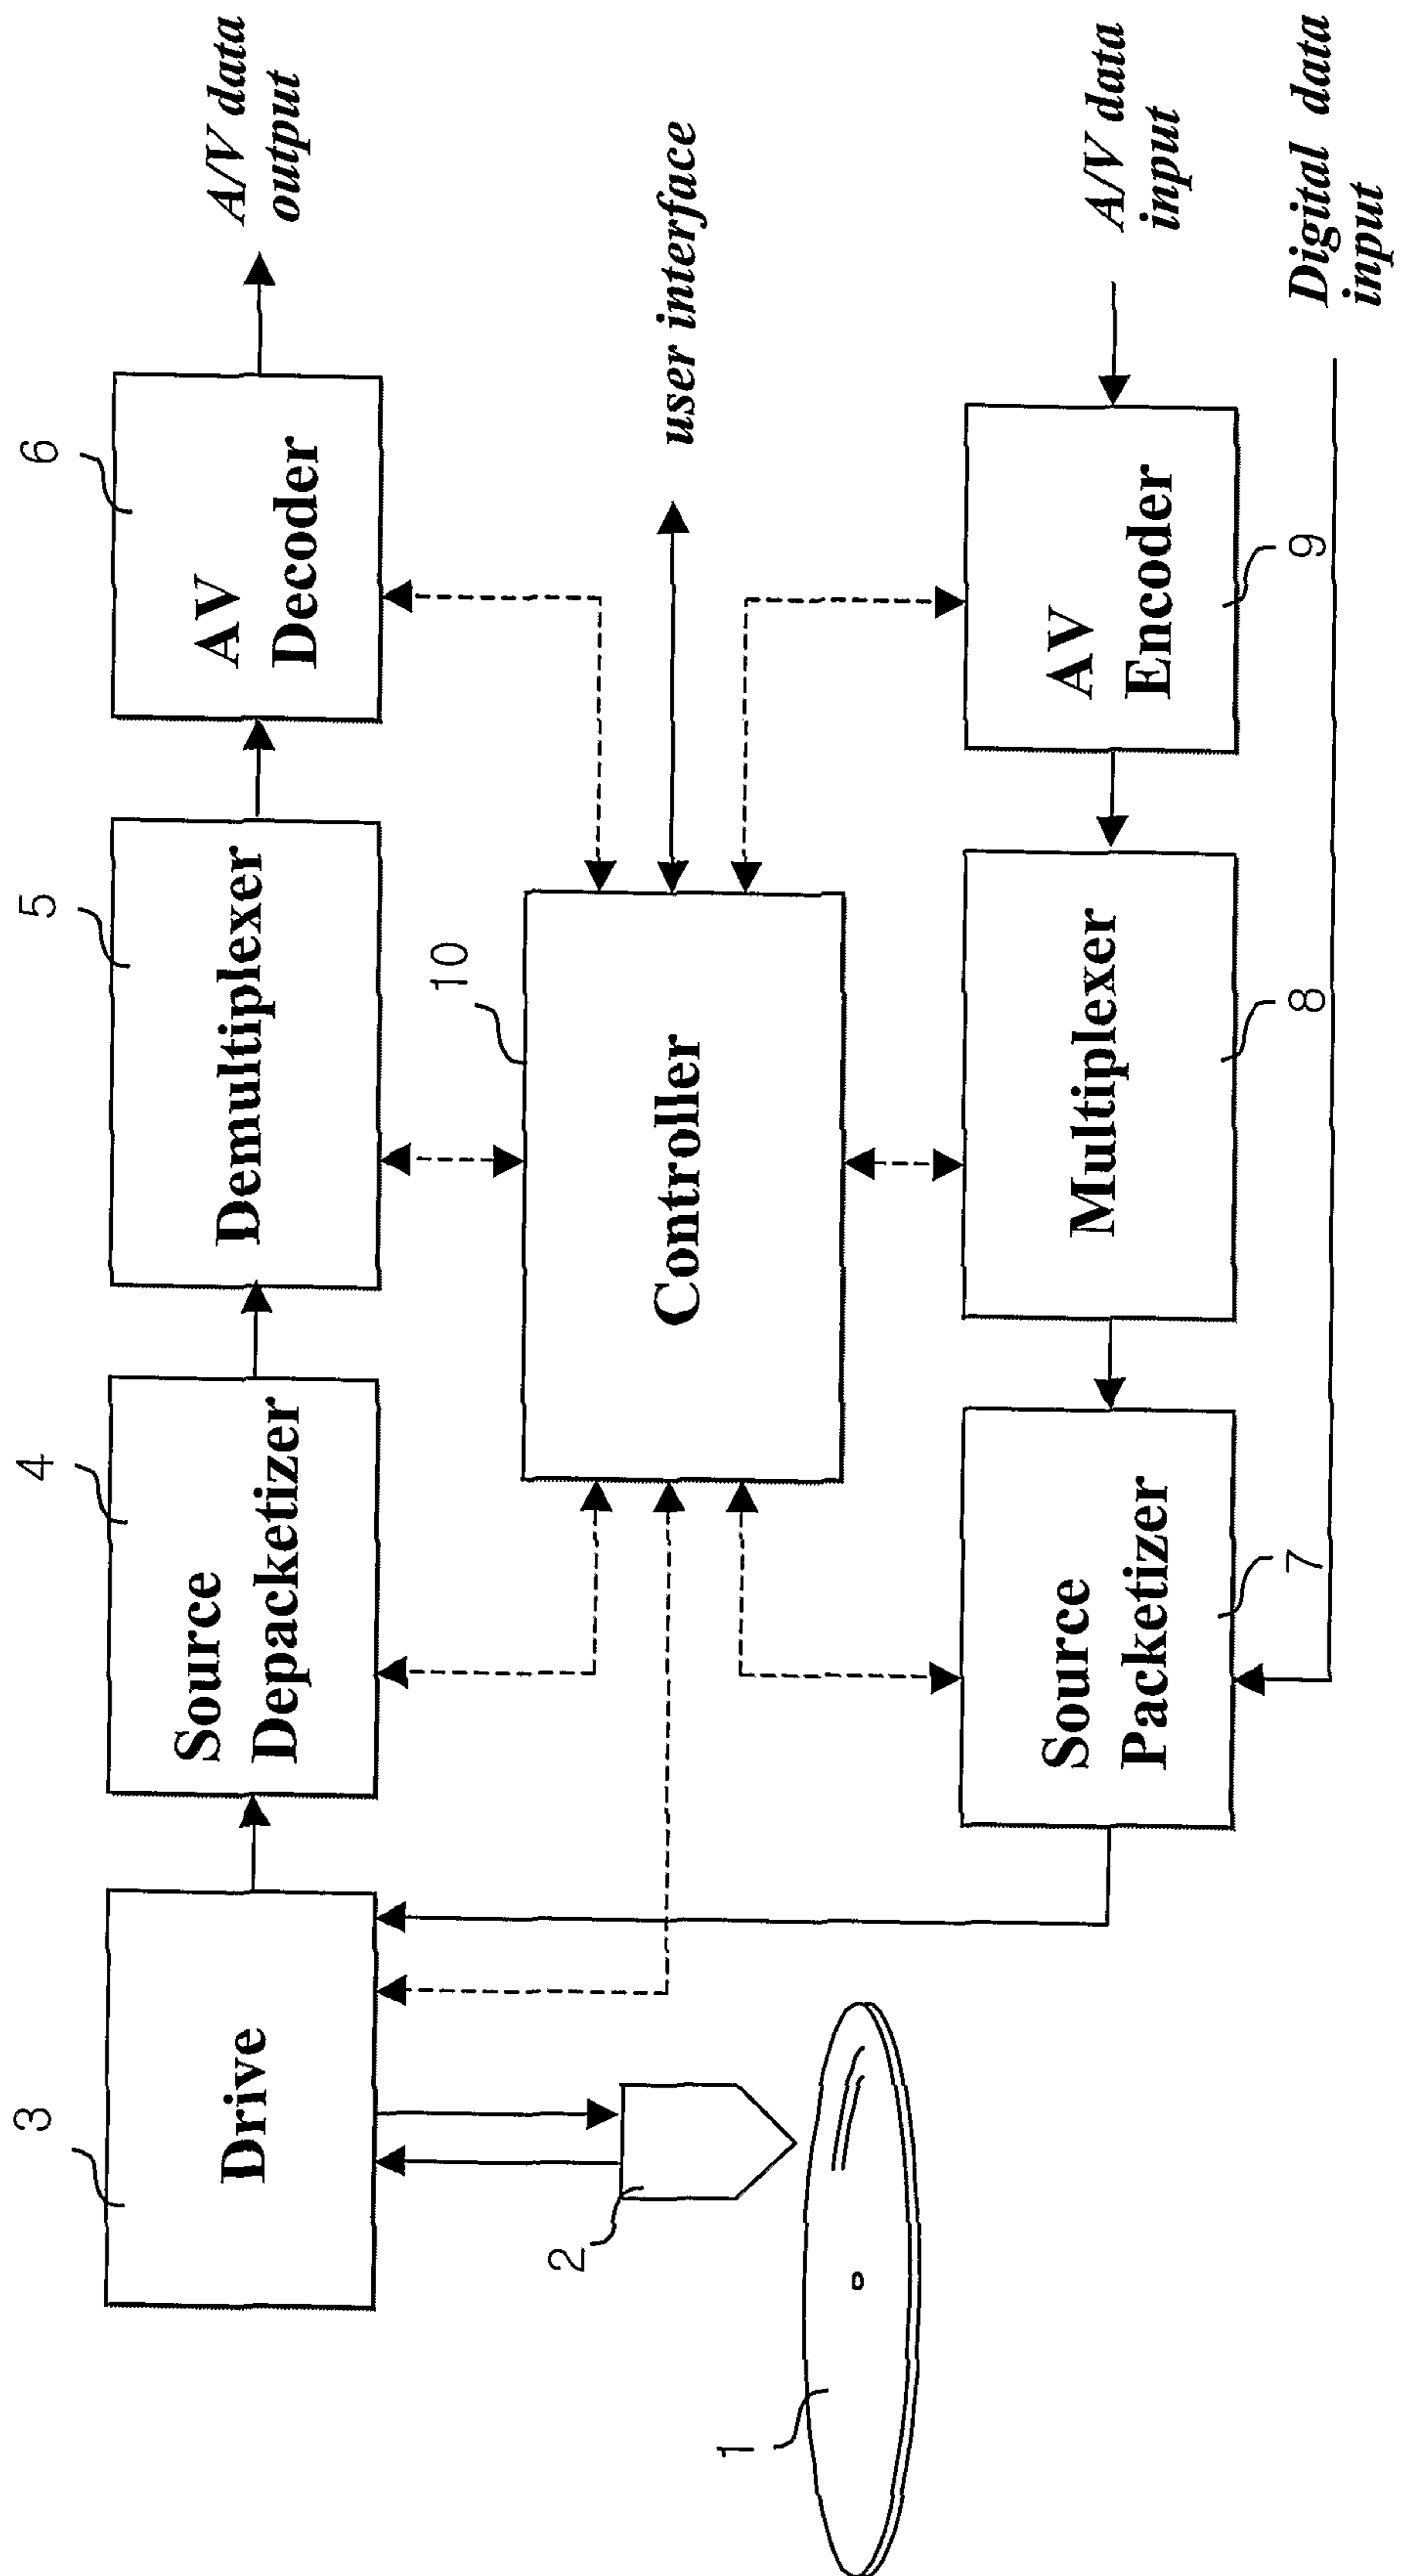 3
Drive
4
Source
Depacketizer
5
Demultiplexer
6
AV
Decoder
A/V data
output
10
Controller
user interface
2
1
Source
Packetizer
7
Multiplexer
8
AV
Encoder
9
A/V data
input
Digital data
input